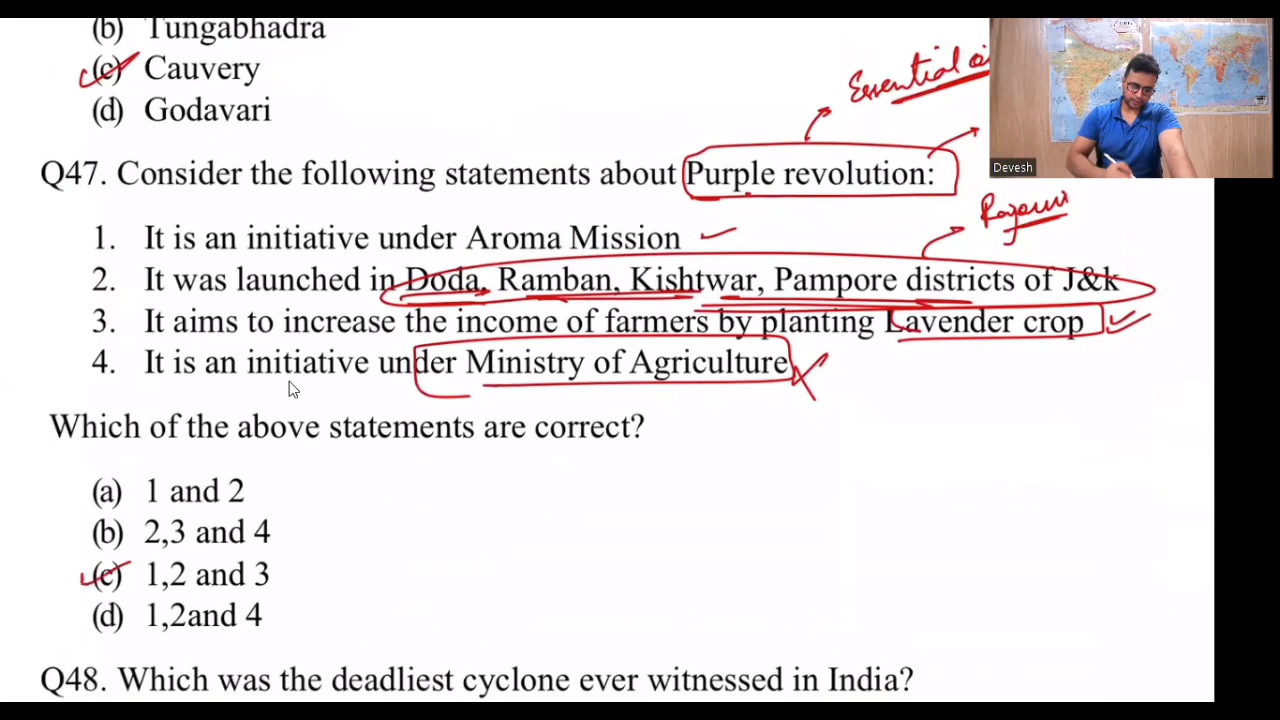 (b) Tungabhadra
(c) Cauvery
(d) Godavari
Essential
Devesh
Q47. Consider the following statements about Purple revolution:
1. It is an initiative under Aroma Mission
2. It was launched in Doda, Ramban, Kishtwar, Pampore districts of J&k
3. It aims to increase the income of farmers by planting Lavender crop
4. It is an initiative under Ministry of Agriculture
Which of the above statements are correct?
(a) 1 and 2
(b) 2,3 and 4
(c) 1,2 and 3
(d) 1,2and 4
Q48. Which was the deadliest cyclone ever witnessed in India?